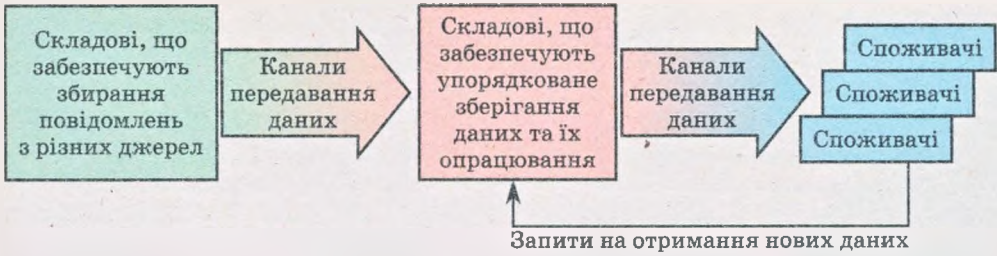 Складові, що
забезпечують
збирання
повідомлень
з різних джерел
Канали
передавання
даних
Складові, що
забезпечують
упорядковане
зберігання
даних та їх
опрацювання
Канали
передавання
даних
Споживачі
Споживачі
Споживачі
Запити на отримання нових даних